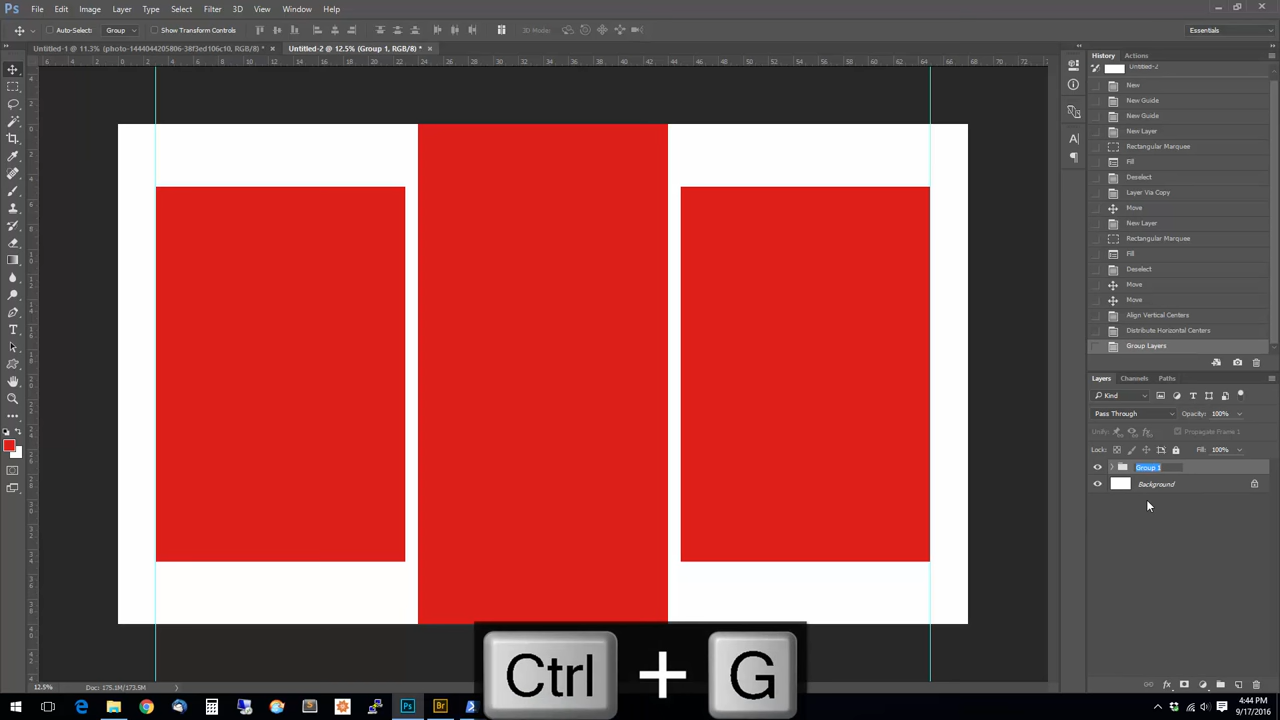 Ps File Edit Image Layer Type Select Filter 3D View Window Help
Auto-Select: Group Show Transform Controls 3D Mode: Essentials
Untitled-1 @ 11.3% (photo-1444044205806-38f3ed106c10, RGB/8) * × Untitled-2 @ 12.5% (Group 1, RGB/8) * ×
History Actions
Untitled-2
New
New Guide
New Guide
New Layer
Rectangular Marquee
Fill
Deselect
Layer Via Copy
Move
New Layer
Rectangular Marquee
Fill
Deselect
Move
Move
Align Vertical Centers
Distribute Horizontal Centers
Group Layers
Layers Channels Paths
Kind
Pass Through Opacity: 100%
Unify: Propagate Frame 1
Lock: Fill: 100%
Group 1
Background
Ctrl + G
12.5% Doc: 175.1M/173.5M
Ps Br
4:44 PM
9/17/2016